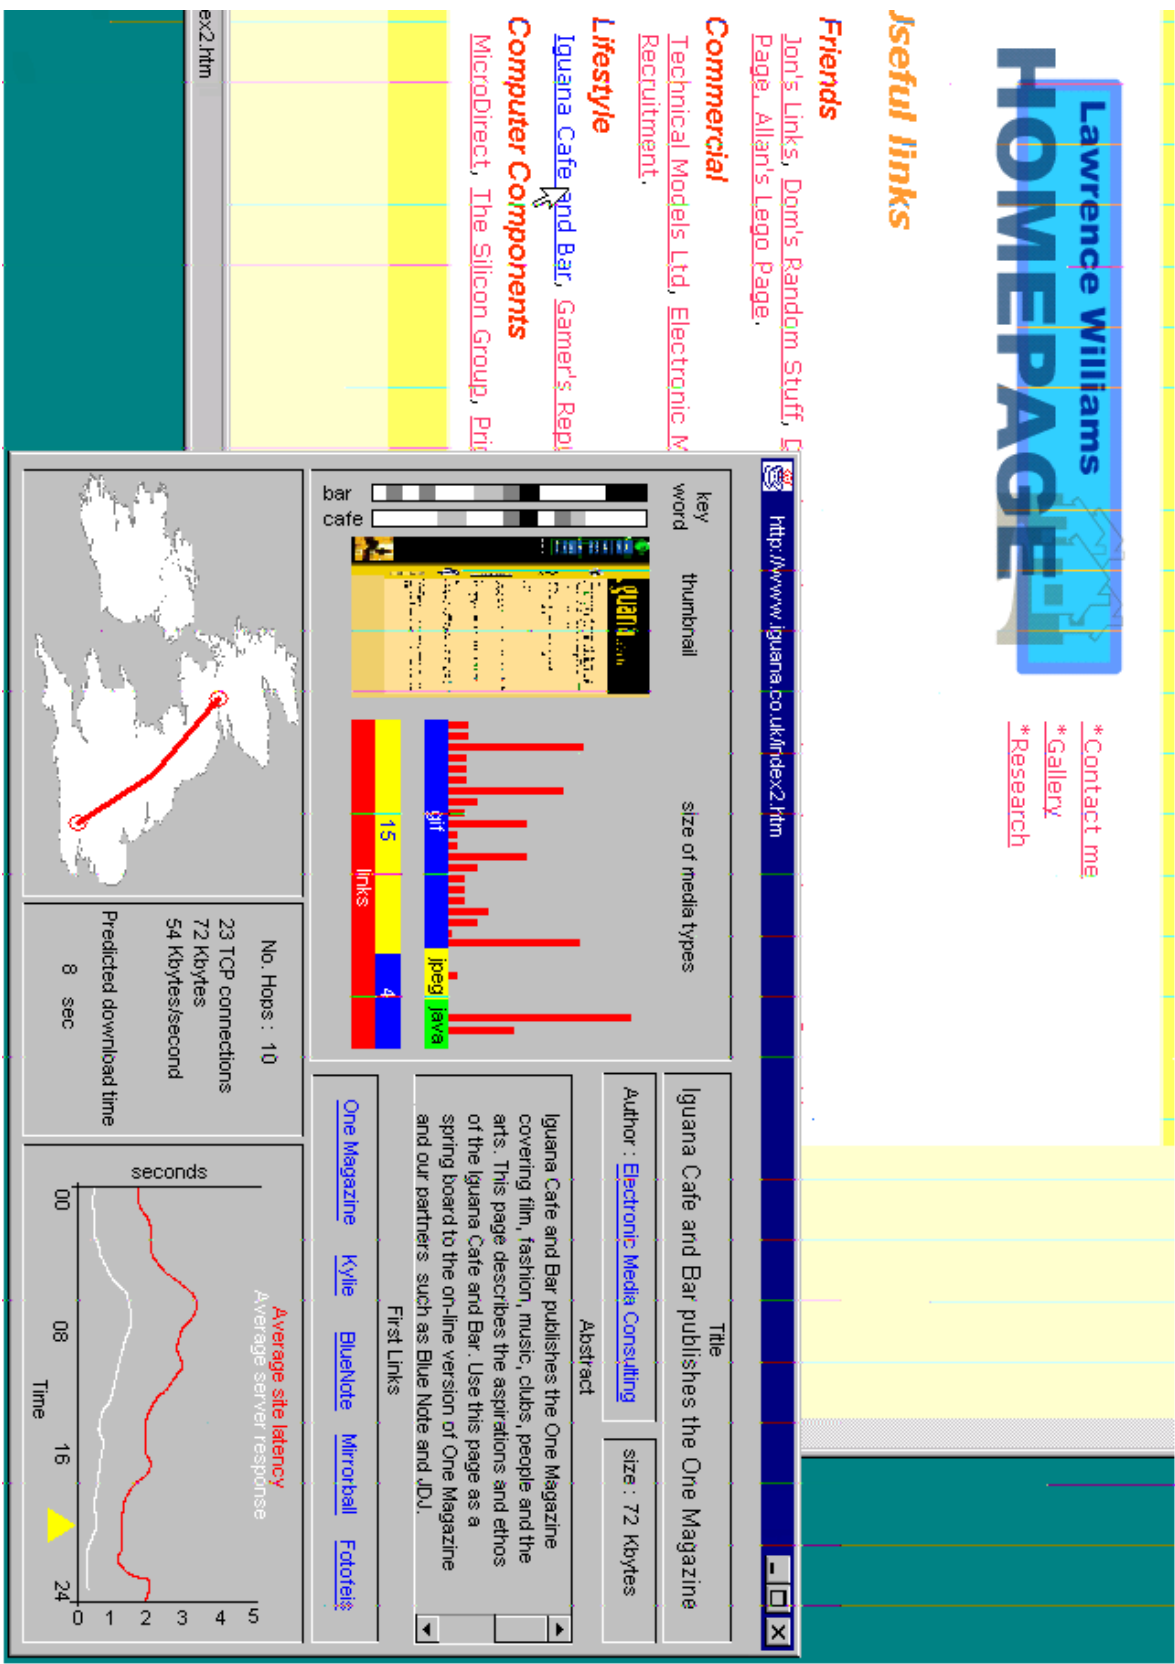 Lawrence Williams
HOMEPAGE
*Contact me
*Gallery
*Research
Useful links
Friends
Jon's Links, Dom's Random Stuff, D
Page, Allan's Lego Page.
Commercial
Technical Models Ltd, Electronic M
Recruitment.
Lifestyle
Iguana Cafe and Bar, Gamer's Rep
Computer Components
MicroDirect, The Silicon Group, Pri
ex2.htm
http://www.iguana.co.uk/index2.htm
key
word
thumbnail
size of media types
bar
cafe
iguana
gif
jpeg
java
15
4
links
Title
Iguana Cafe and Bar publishes the One Magazine
Author : Electronic Media Consulting
size : 72 Kbytes
Abstract
Iguana Cafe and Bar publishes the One Magazine
covering film, fashion, music, clubs, people and the
arts. This page describes the aspirations and ethos
of the Iguana Cafe and Bar. Use this page as a
spring board to the on-line version of One Magazine
and our partners such as Blue Note and JDJ.
First Links
One Magazine Kylie BlueNote Mirrorball Fotofeis
No. Hops : 10
23 TCP connections
72 Kbytes
54 Kbytes/second
Predicted download time
8 sec
Average site latency
Average server response
seconds
5
4
3
2
1
0
00 08 16 24
Time